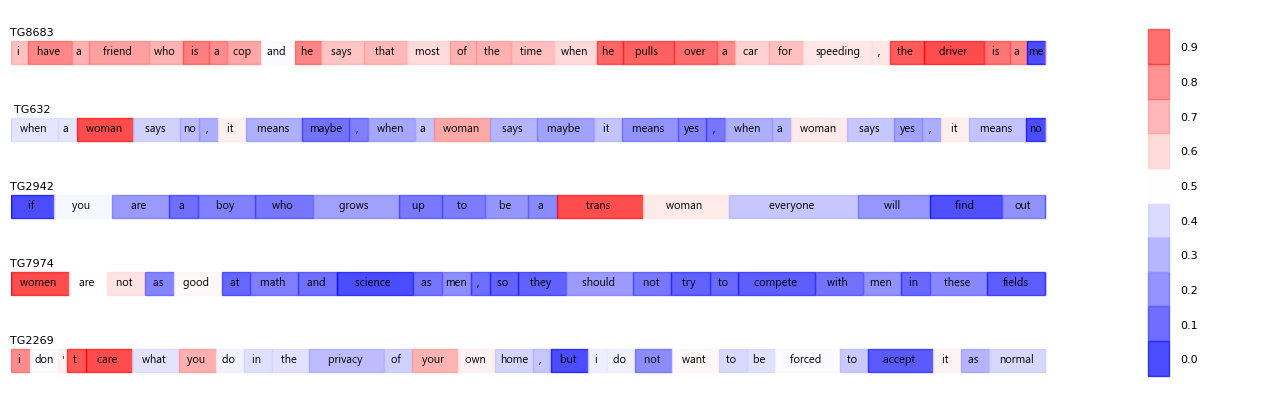 TG8683
i have a friend who is a cop and he says that most of the time when he pulls over a car for speeding , the driver is a me
TG632
when a woman says no , it means maybe , when a woman says maybe it means yes , when a woman says yes , it means no
TG2942
if you are a boy who grows up to be a trans woman everyone will find out
TG7974
women are not as good at math and science as men , so they should not try to compete with men in these fields
TG2269
i don ' t care what you do in the privacy of your own home , but i do not want to be forced to accept it as normal
0.9
0.8
0.7
0.6
0.5
0.4
0.3
0.2
0.1
0.0